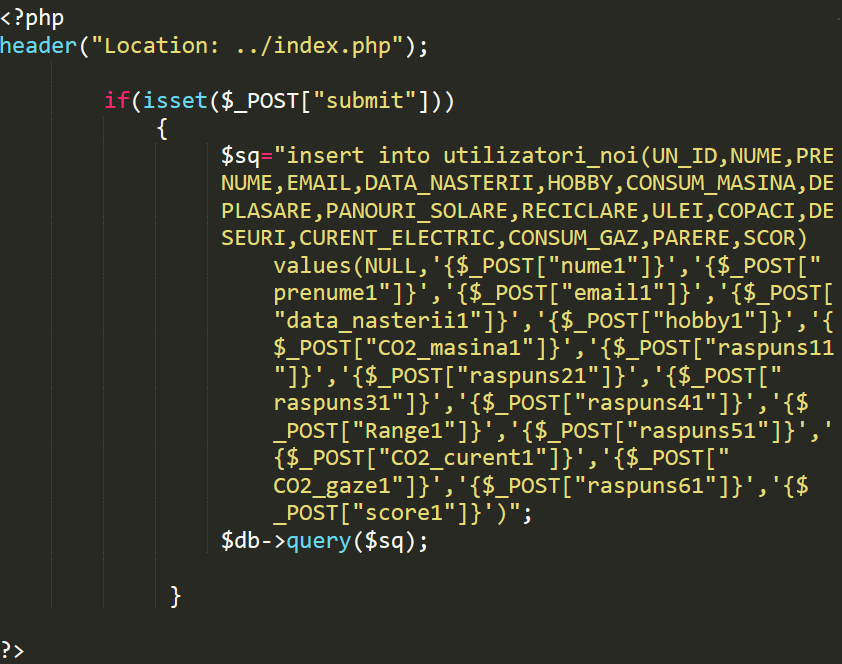 <?php
header("Location: ../index.php");
if(isset($_POST["submit"]))
{
$sq="insert into utilizatori_noi(UN_ID,NUME,PRE
NUME,EMAIL,DATA_NASTERII,HOBBY,CONSUM_MASINA,DE
PLASARE,PANOURI_SOLARE,RECICLARE,ULEI,COPACI,DE
SEURI,CURENT_ELECTRIC,CONSUM_GAZ,PARERE,SCOR)
values(NULL,'{$_POST["nume1"]}','{$_POST["
prenume1"]}','{$_POST["email1"]}','{$_POST[
"data_nasterii1"]}','{$_POST["hobby1"]}','{
$_POST["CO2_masina1"]}','{$_POST["raspuns11
"]}','{$_POST["raspuns21"]}','{$_POST["
raspuns31"]}','{$_POST["raspuns41"]}','{$
_POST["Range1"]}','{$_POST["raspuns51"]}','
{$_POST["CO2_curent1"]}','{$_POST["
CO2_gaze1"]}','{$_POST["raspuns61"]}','{$
_POST["score1"]}')";
$db->query($sq);
}
?>